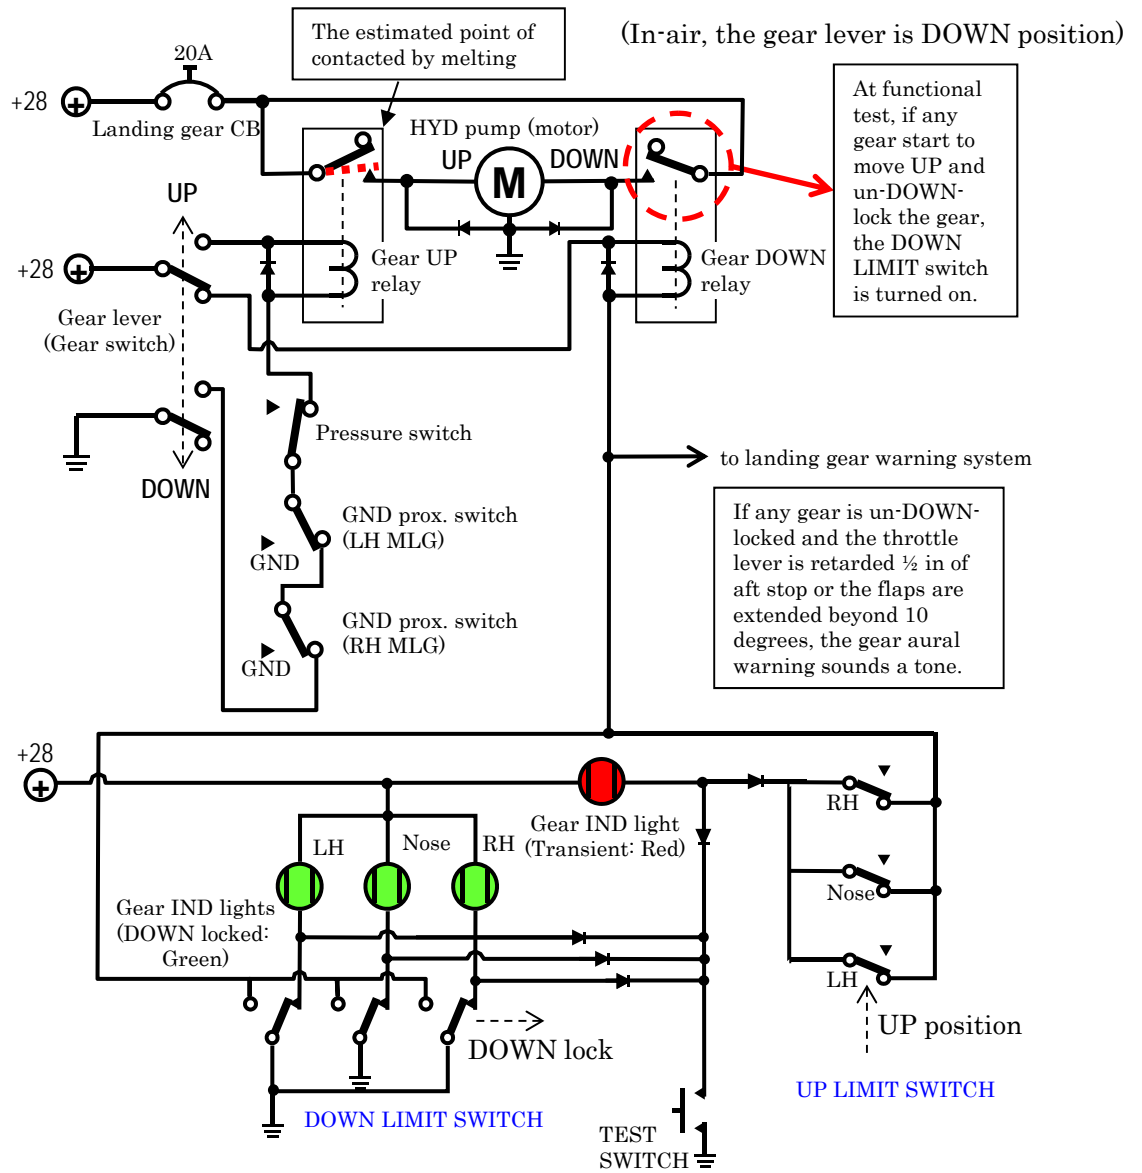 (In-air, the gear lever is DOWN position)
The estimated point of
contacted by melting
20A
+28
Landing gear CB
HYD pump (motor)
UP
DOWN
M
At functional
test, if any
gear start to
move UP and
un-DOWN-
lock the gear,
the DOWN
LIMIT switch
is turned on.
UP
+28
Gear UP
relay
Gear DOWN
relay
Gear lever
(Gear switch)
DOWN
Pressure switch
to landing gear warning system
GND prox. switch
(LH MLG)
GND
GND prox. switch
(RH MLG)
GND
If any gear is un-DOWN-
locked and the throttle
lever is retarded ½ in of
aft stop or the flaps are
extended beyond 10
degrees, the gear aural
warning sounds a tone.
+28
Gear IND light
(Transient: Red)
RH
LH
Nose
RH
Nose
Gear IND lights
(DOWN locked:
Green)
LH
UP position
DOWN lock
UP LIMIT SWITCH
DOWN LIMIT SWITCH
TEST
SWITCH